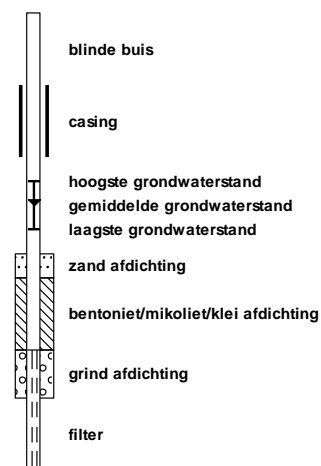 blinde buis
casing
hoogste grondwaterstand
gemiddelde grondwaterstand
laagste grondwaterstand
zand afdichting
bentoniet/mikoliet/klei afdichting
grind afdichting
filter